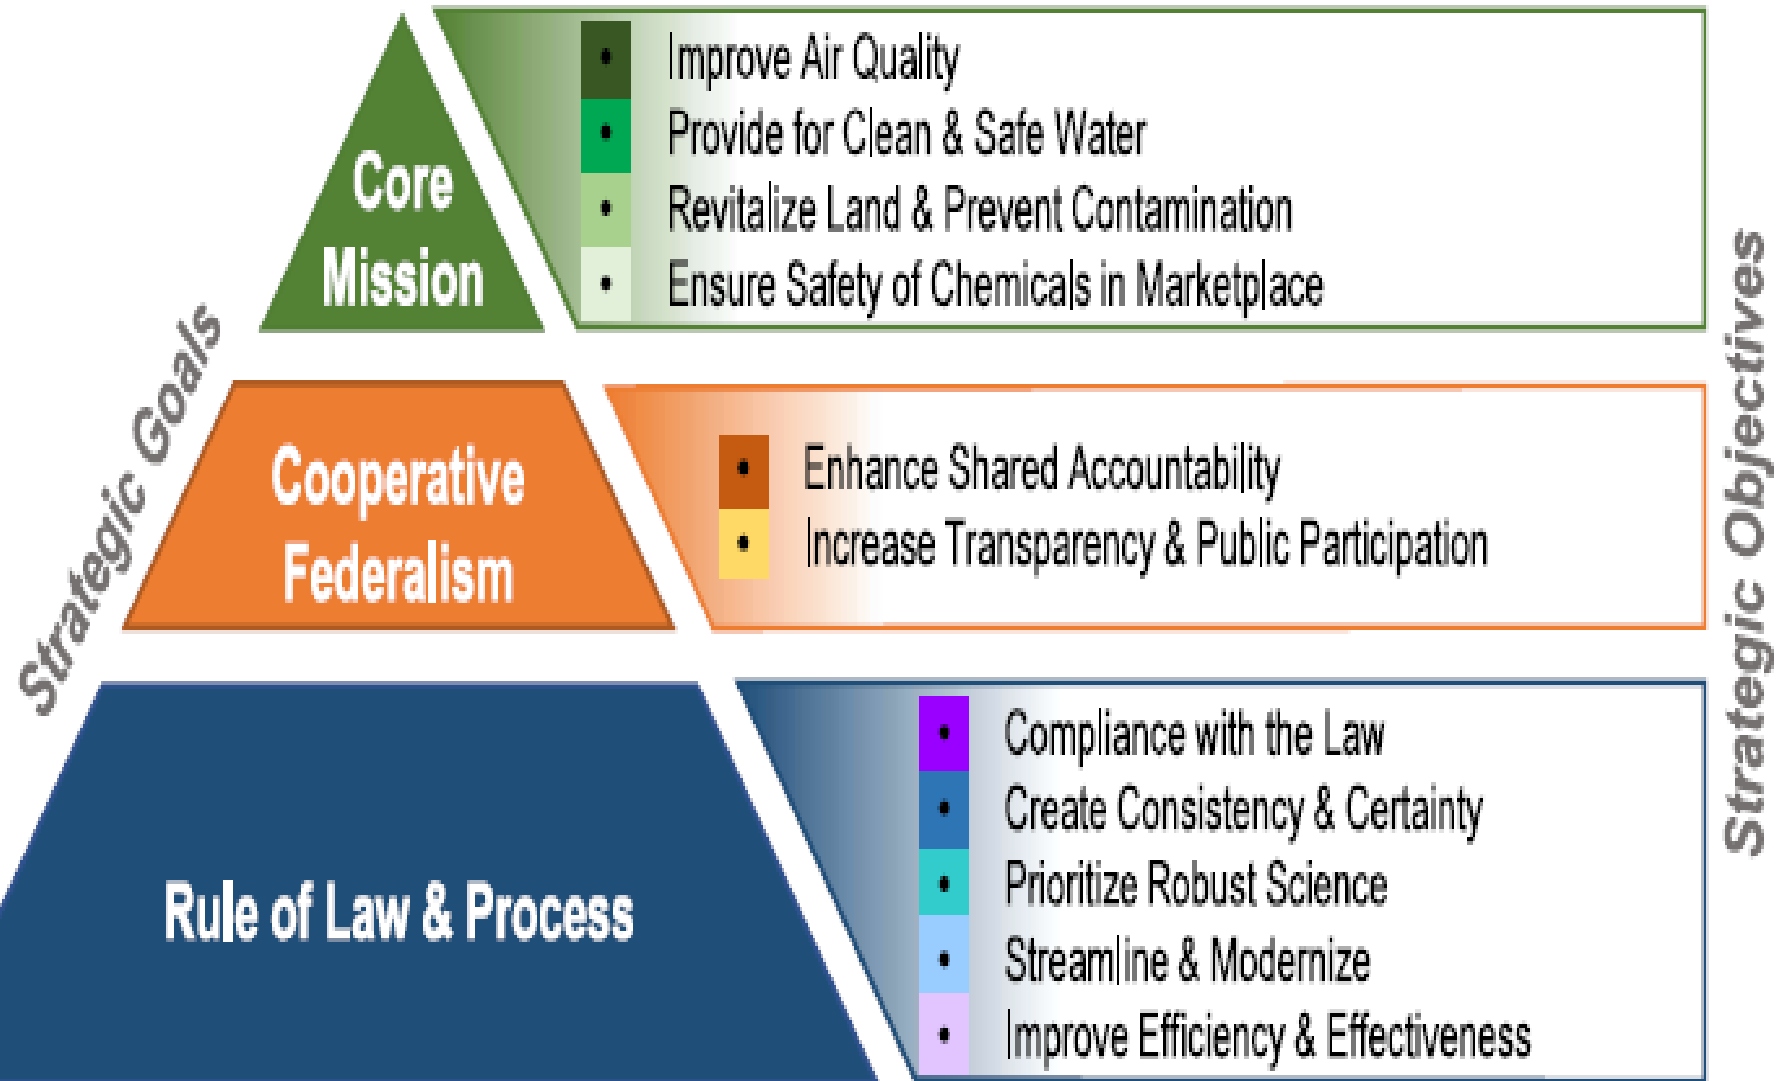 Strategic Goals
Core
Mission
• Improve Air Quality
• Provide for Clean & Safe Water
• Revitalize Land & Prevent Contamination
• Ensure Safety of Chemicals in Marketplace
Cooperative
Federalism
• Enhance Shared Accountability
• Increase Transparency & Public Participation
Rule of Law & Process
• Compliance with the Law
• Create Consistency & Certainty
• Prioritize Robust Science
• Streamline & Modernize
• Improve Efficiency & Effectiveness
Strategic Objectives